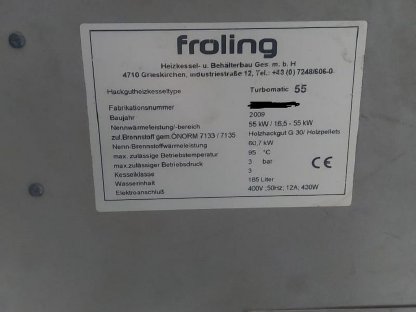 froling
Heizkessel- u. Behälterbau Ges. m. b. H
4710 Grieskirchen, Industriestraße 12, Tel.: +43 (0) 7248/606-0
Hackgutheizkesseltype Turbomatic 55
Fabrikationsnummer
Baujahr 2009
Nennwärmeleistung/-bereich 55 kW / 16,5 - 55 kW
zul.Brennstoff gem.ÖNORM 7133 / 7135 Holzhackgut G 30/ Holzpellets
Nenn-Brennstoffwärmeleistung 60,7 kW
max. zulässige Betriebstemperatur 95 °C
max. zulässiger Betriebsdruck 3 bar
Kesselklasse 3
Wasserinhalt 185 Liter
Elektroanschluß 400V ,50Hz, 12A, 430W
CE